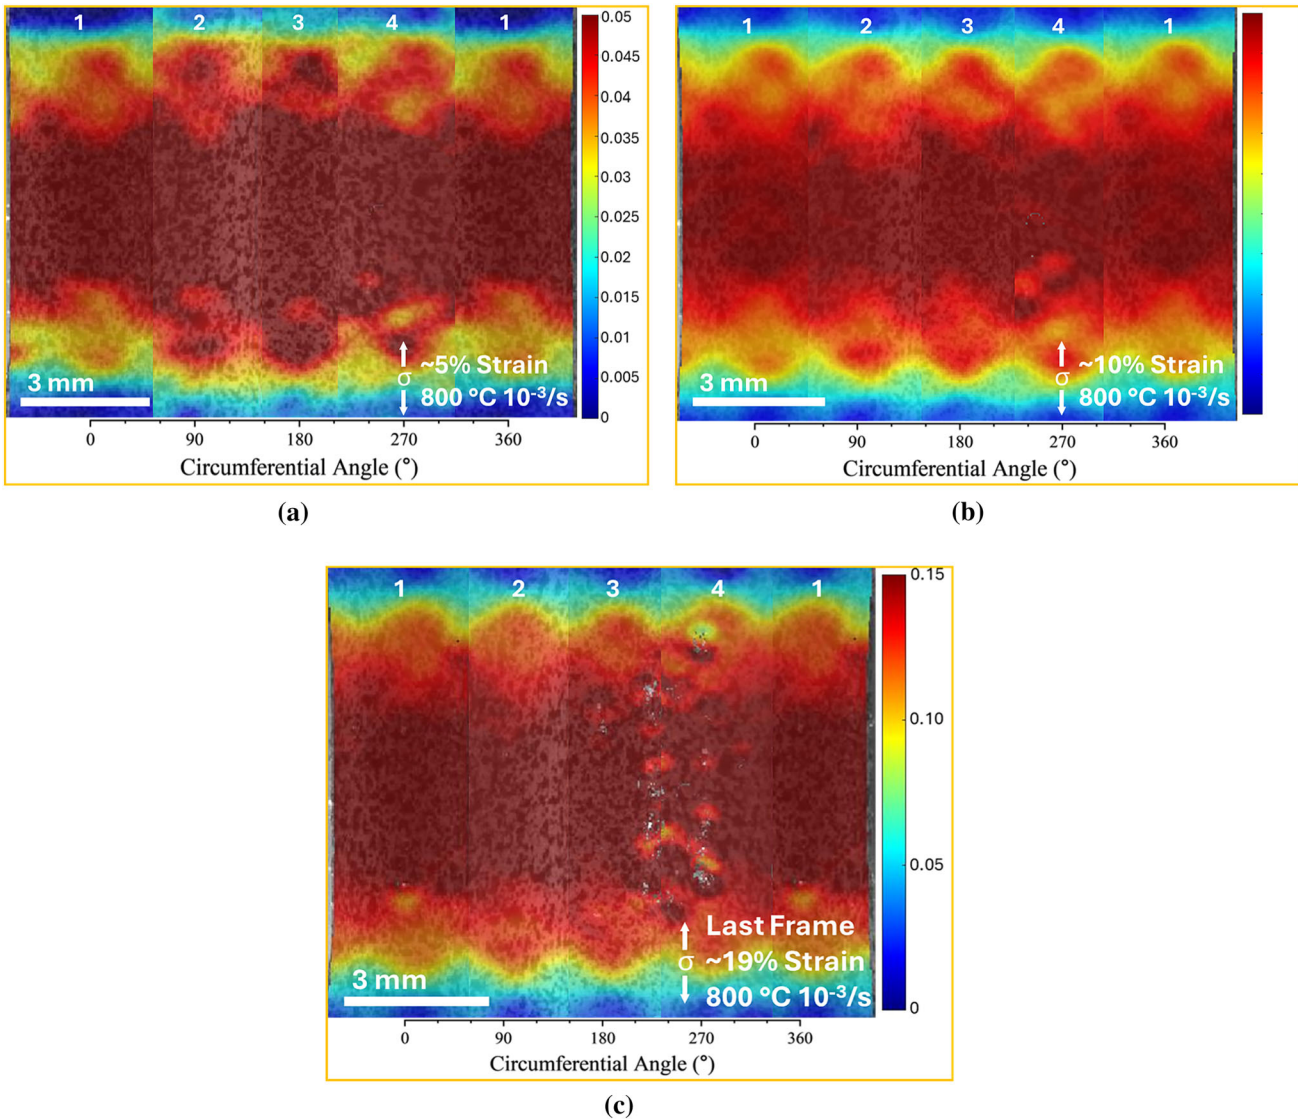 1 2 3 4 1
0.05
0.045
0.04
0.035
0.03
0.025
0.02
0.015
0.01
0.005
0
3 mm
~5% Strain
σ
800 °C 10⁻³/s
0 90 180 270 360
Circumferential Angle (°)
(a)
1 2 3 4 1
3 mm
~10% Strain
σ
800 °C 10⁻³/s
0 90 180 270 360
Circumferential Angle (°)
(b)
1 2 3 4 1
0.15
0.10
0.05
0
3 mm
Last Frame
σ ~19% Strain
800 °C 10⁻³/s
0 90 180 270 360
Circumferential Angle (°)
(c)